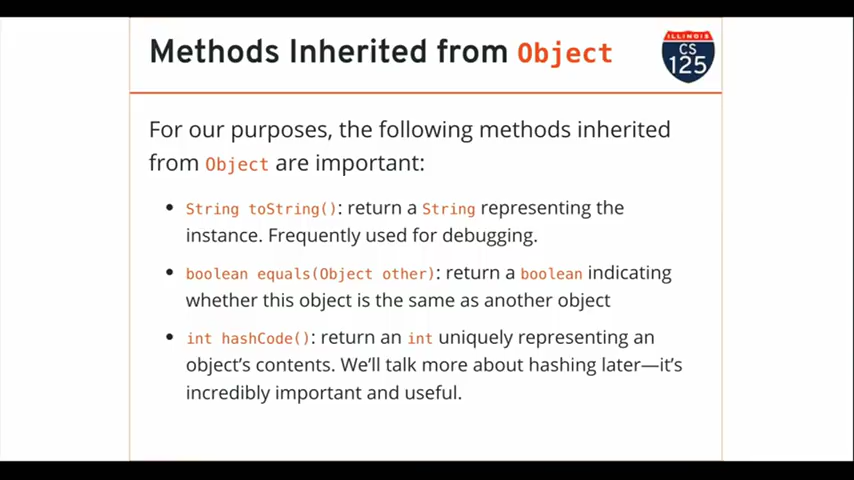 Methods Inherited from Object
ILLINOIS
CS
125
For our purposes, the following methods inherited
from Object are important:
• String toString(): return a String representing the
instance. Frequently used for debugging.
• boolean equals(Object other): return a boolean indicating
whether this object is the same as another object
• int hashCode(): return an int uniquely representing an
object’s contents. We’ll talk more about hashing later—it’s
incredibly important and useful.